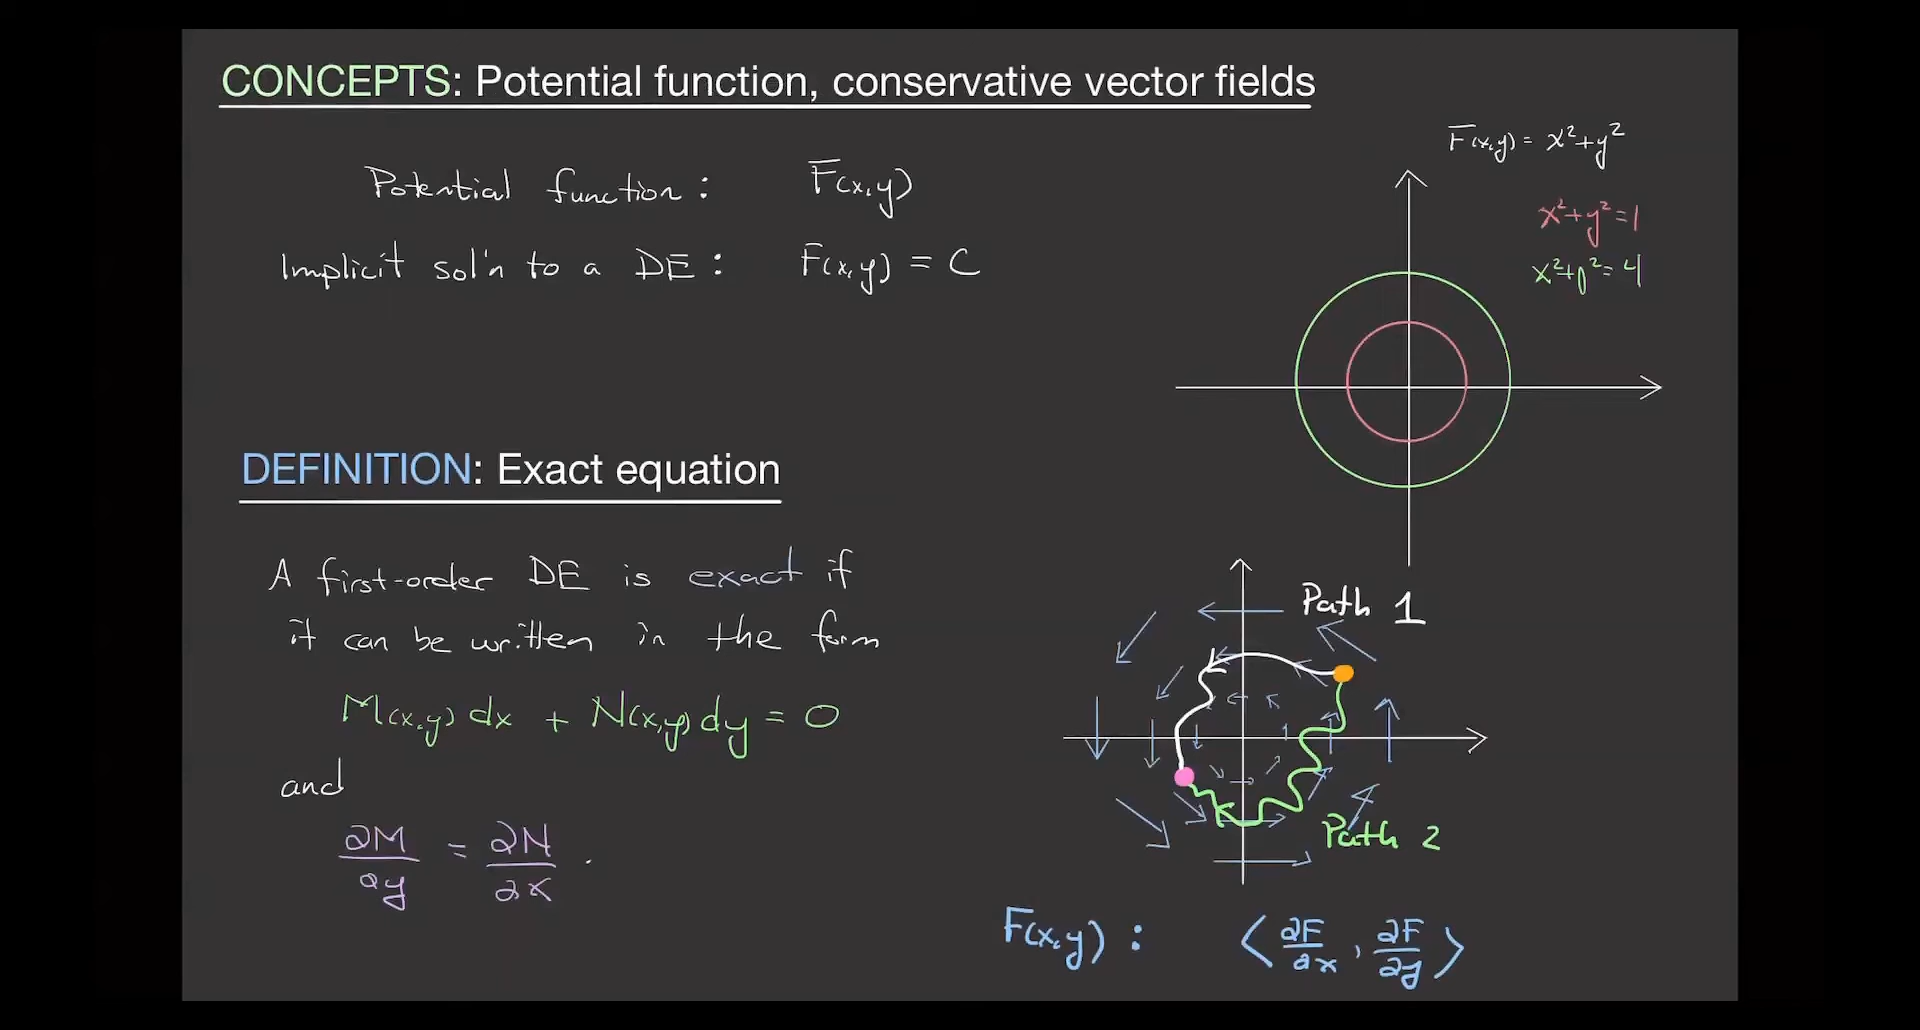 CONCEPTS: Potential function, conservative vector fields
F(x,y) = x²+y²
Potential function: F(x,y)
x²+y²=1
Implicit sol'n to a DE: F(x,y) = C
x²+y²=4
DEFINITION: Exact equation
A first-order DE is exact if
it can be written in the form
M(x,y) dx + N(x,y) dy = 0
and
∂M/∂y = ∂N/∂x .
Path 1
Path 2
F(x,y) : ⟨∂F/∂x, ∂F/∂y⟩